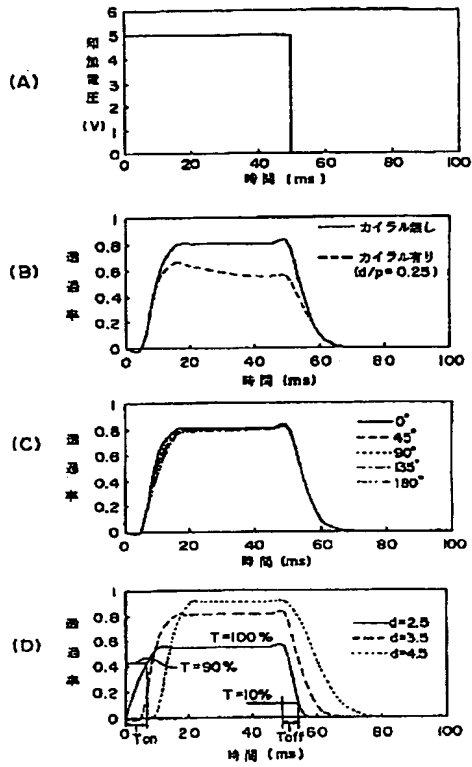 (A)
印加電圧 (V)
6
5
4
3
2
1
0
0 20 40 60 80 100
時間 (ms)
(B)
透過率
1
0.8
0.6
0.4
0.2
0
カイラル無し
カイラル有り
(d/p=0.25)
0 20 40 60 80 100
時間 (ms)
(C)
透過率
1
0.8
0.6
0.4
0.2
0
0°
45°
90°
135°
180°
0 20 40 60 80 100
時間 (ms)
(D)
透過率
1
0.8
0.6
0.4
0.2
0
T=100%
T=90%
T=10%
d=2.5
d=3.5
d=4.5
0 20 40 60 80 100
Ton
Toff
時間 (ms)